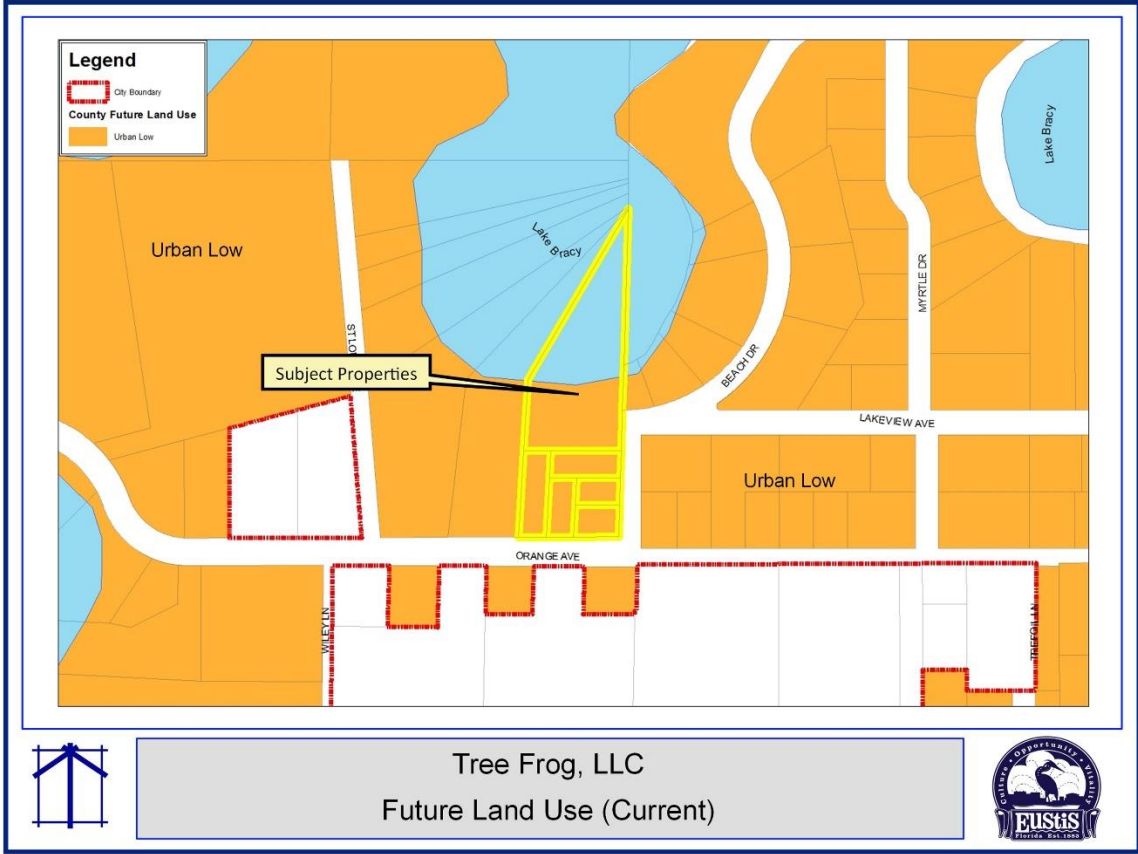 Legend
City Boundary
County Future Land Use
Urban Low
Lake Bracy
Urban Low
Lake Bracy
MYRTLE DR
Subject Properties
BEACH DR
LAKEVIEW AVE
Urban Low
ORANGE AVE
WILEY LN
TREFOIL LN
Tree Frog, LLC
Future Land Use (Current)
Culture • Opportunity • Vitality
EUSTIS
Florida Est. 1883